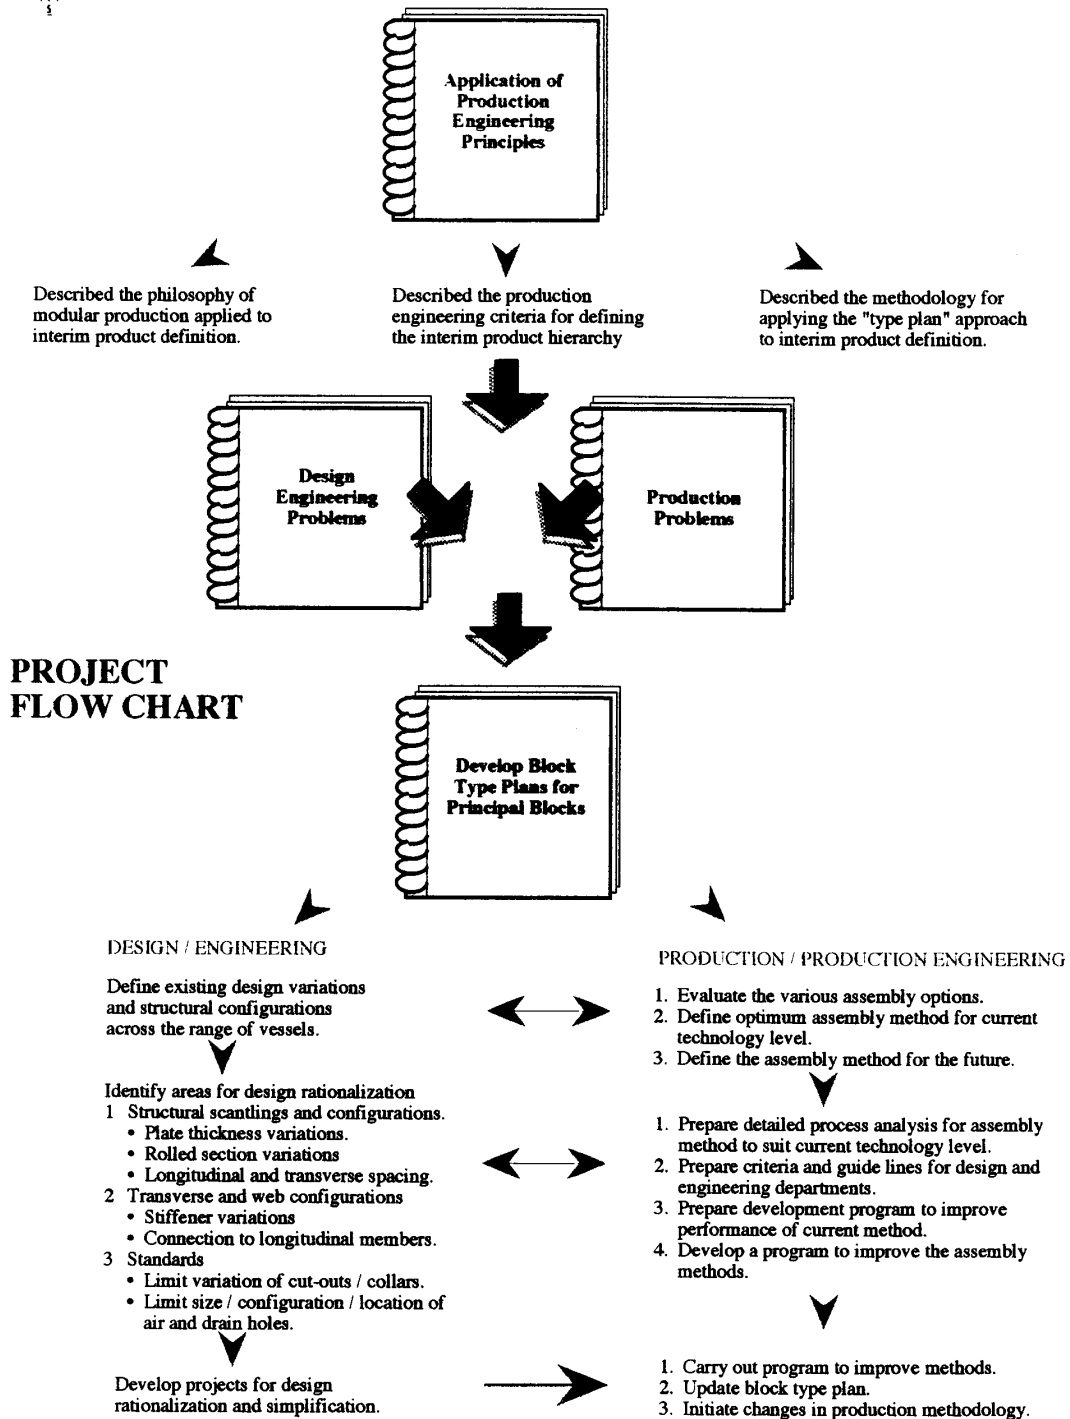 Application of
Production
Engineering
Principles
Described the philosophy of
modular production applied to
interim product definition.
Described the production
engineering criteria for defining
the interim product hierarchy
Described the methodology for
applying the "type plan" approach
to interim product definition.
Design
Engineering
Problems
Production
Problems
PROJECT
FLOW CHART
Develop Block
Type Plans for
Principal Blocks
DESIGN / ENGINEERING
Define existing design variations
and structural configurations
across the range of vessels.
Identify areas for design rationalization
1 Structural scantlings and configurations.
• Plate thickness variations.
• Rolled section variations
• Longitudinal and transverse spacing.
2 Transverse and web configurations
• Stiffener variations
• Connection to longitudinal members.
3 Standards
• Limit variation of cut-outs / collars.
• Limit size / configuration / location of
air and drain holes.
Develop projects for design
rationalization and simplification.
PRODUCTION / PRODUCTION ENGINEERING
1. Evaluate the various assembly options.
2. Define optimum assembly method for current
technology level.
3. Define the assembly method for the future.
1. Prepare detailed process analysis for assembly
method to suit current technology level.
2. Prepare criteria and guide lines for design and
engineering departments.
3. Prepare development program to improve
performance of current method.
4. Develop a program to improve the assembly
methods.
1. Carry out program to improve methods.
2. Update block type plan.
3. Initiate changes in production methodology.